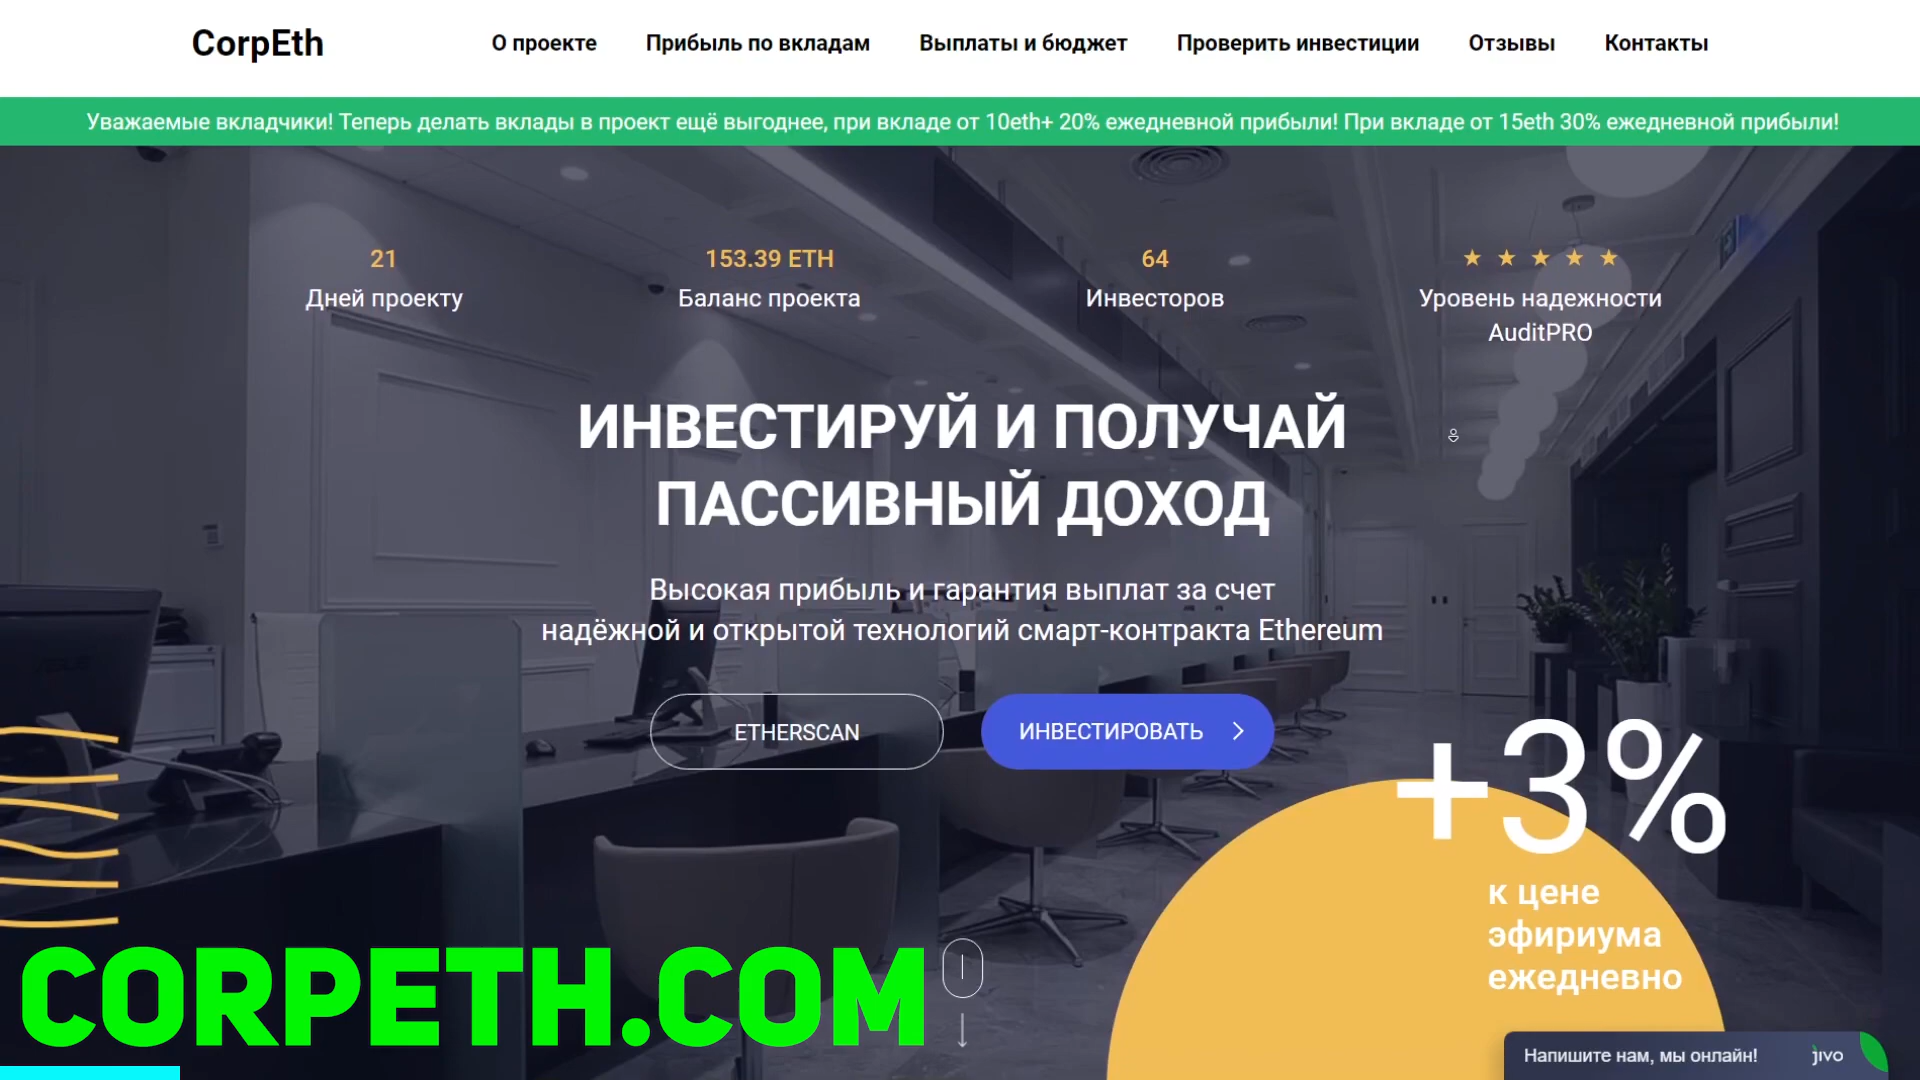 CorpEth
О проекте
Прибыль по вкладам
Выплаты и бюджет
Проверить инвестиции
Отзывы
Контакты
Уважаемые вкладчики! Теперь делать вклады в проект ещё выгоднее, при вкладе от 10eth+ 20% ежедневной прибыли! При вкладе от 15eth 30% ежедневной прибыли!
21
Дней проекту
153.39 ETH
Баланс проекта
64
Инвесторов
Уровень надежности
AuditPRO
ИНВЕСТИРУЙ И ПОЛУЧАЙ
ПАССИВНЫЙ ДОХОД
Высокая прибыль и гарантия выплат за счет
надёжной и открытой технологий смарт-контракта Ethereum
ETHERSCAN
ИНВЕСТИРОВАТЬ
+3%
к цене
эфириума
ежедневно
CORPETH.COM
Напишите нам, мы онлайн!
jivo